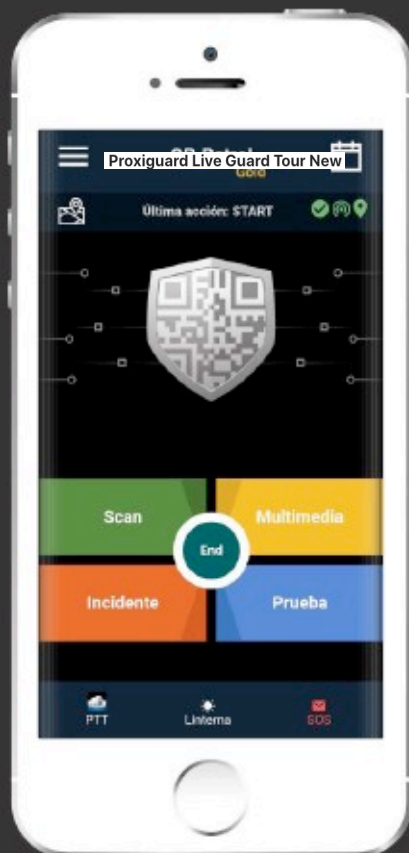 Proxiguard Live Guard Tour New
Gold
Última acción: START
Scan
Multimedia
End
Incidente
Prueba
PTT
Linterna
SOS